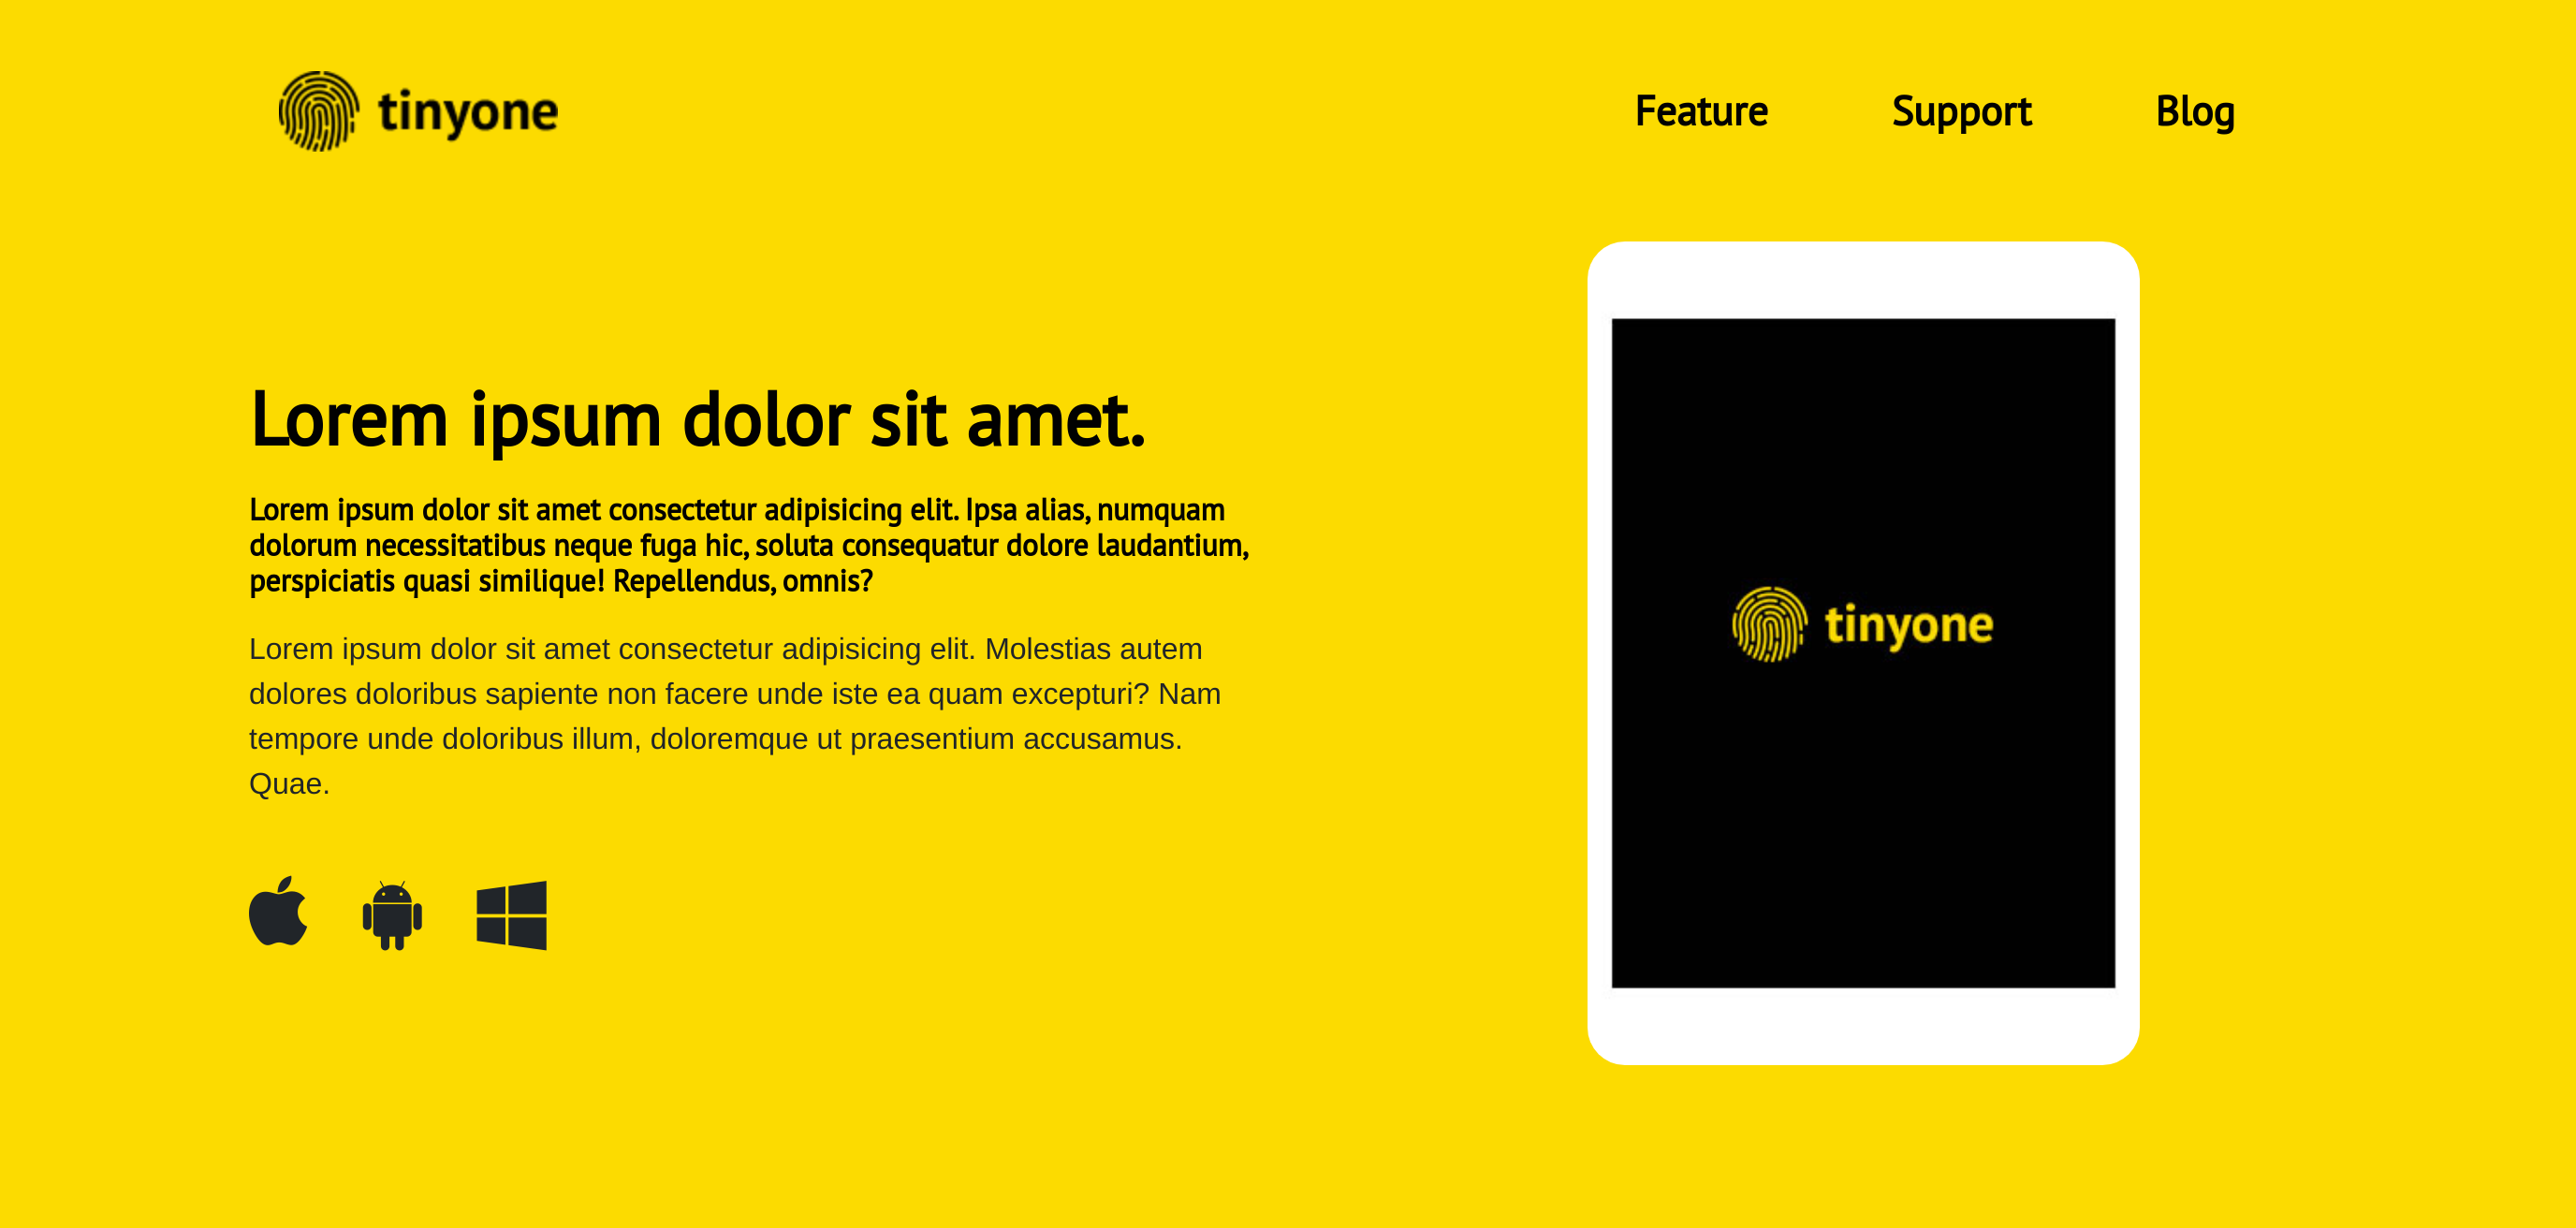 tinyone
Feature Support Blog
Lorem ipsum dolor sit amet.
Lorem ipsum dolor sit amet consectetur adipisicing elit. Ipsa alias, numquam
dolorum necessitatibus neque fuga hic, soluta consequatur dolore laudantium,
perspiciatis quasi similique! Repellendus, omnis?
Lorem ipsum dolor sit amet consectetur adipisicing elit. Molestias autem
dolores doloribus sapiente non facere unde iste ea quam excepturi? Nam
tempore unde doloribus illum, doloremque ut praesentium accusamus.
Quae.
tinyone